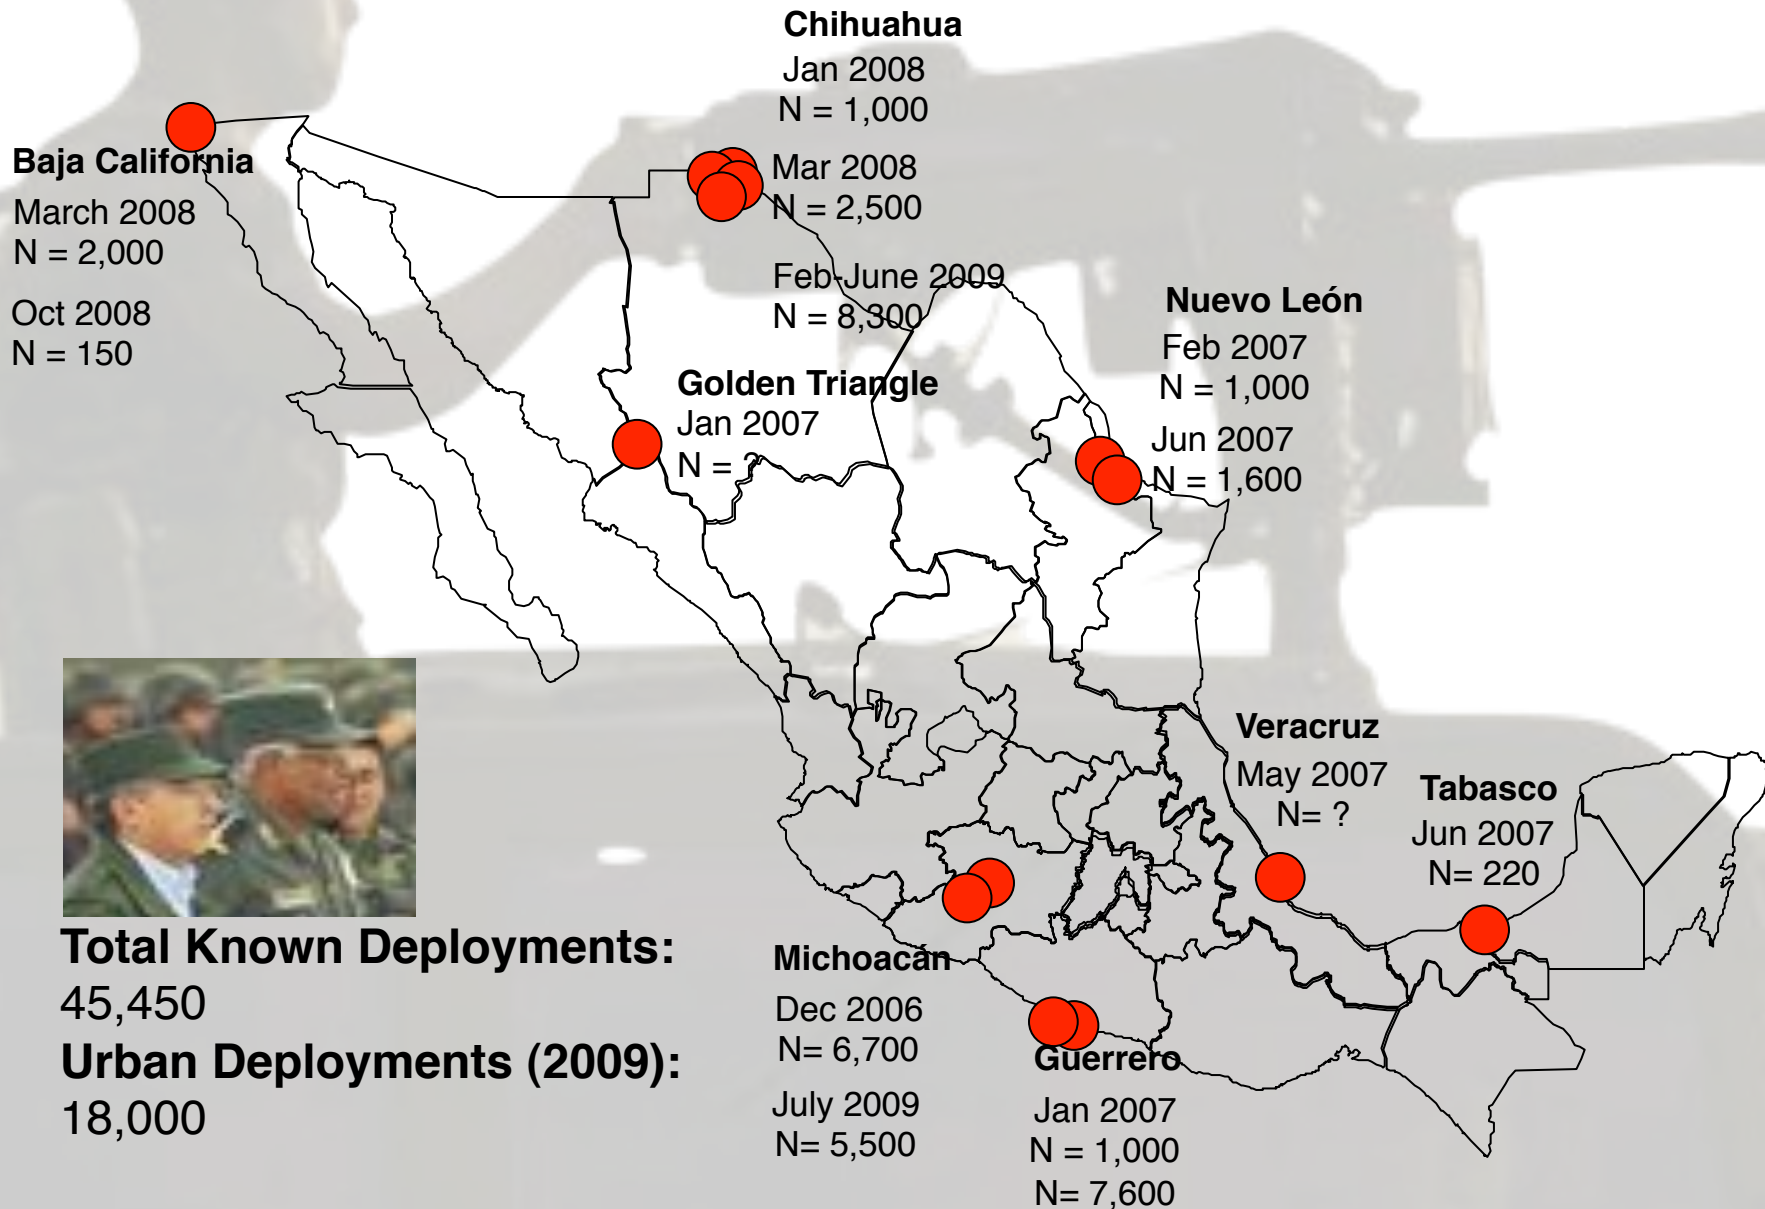 Chihuahua
Jan 2008
N = 1,000
Mar 2008
N = 2,500
Feb-June 2009
N = 8,300
Baja California
March 2008
N = 2,000
Oct 2008
N = 150
Nuevo León
Feb 2007
N = 1,000
Jun 2007
N = 1,600
Golden Triangle
Jan 2007
N = ?
Veracruz
May 2007
N= ?
Tabasco
Jun 2007
N= 220
Total Known Deployments:
45,450
Urban Deployments (2009):
18,000
Michoacan
Dec 2006
N= 6,700
July 2009
N= 5,500
Guerrero
Jan 2007
N = 1,000
N= 7,600